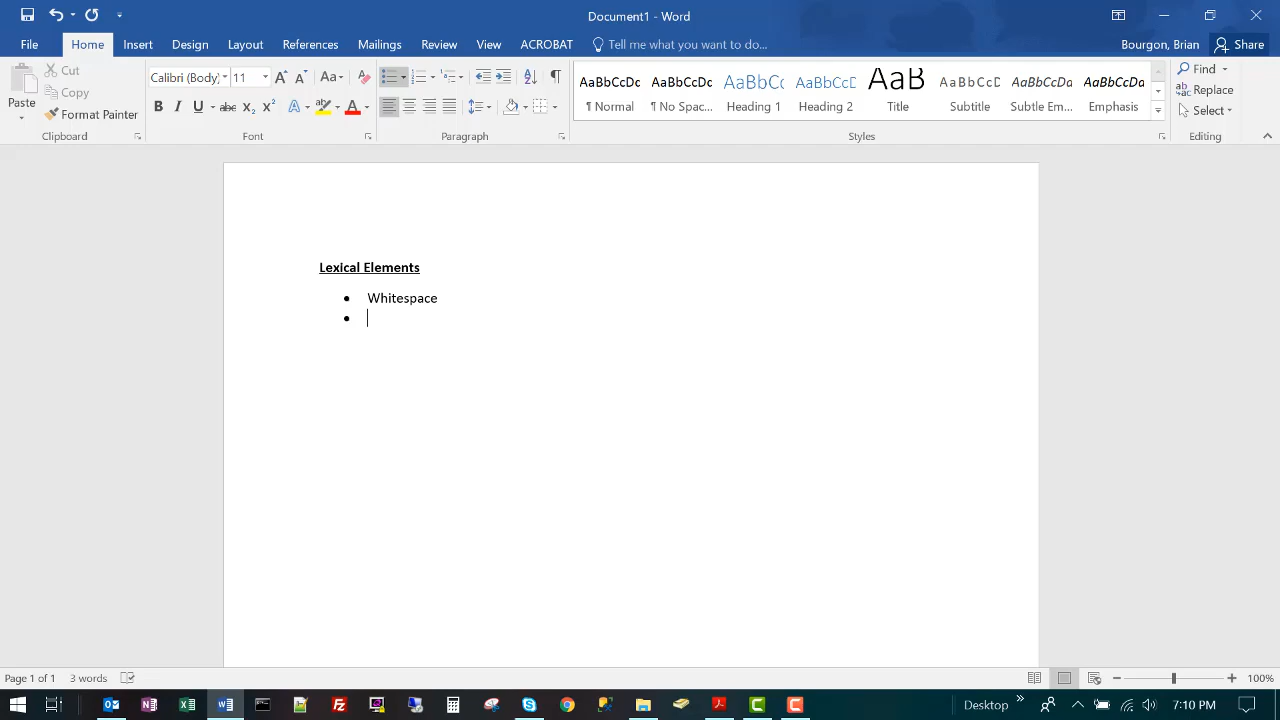 Document1 - Word
Bourgon, Brian
Share
File
Home
Insert
Design
Layout
References
Mailings
Review
View
ACROBAT
Tell me what you want to do...
Paste
Cut
Copy
Format Painter
Clipboard
Calibri (Body)
11
Font
Paragraph
AaBbCcDc
¶ Normal
AaBbCcDc
¶ No Spac...
AaBbCc
Heading 1
AaBbCcC
Heading 2
AaB
Title
AaBbCcD
Subtitle
AaBbCcDa
Subtle Em...
AaBbCcDa
Emphasis
Styles
Find
Replace
Select
Editing
Lexical Elements
• Whitespace
•
Page 1 of 1
3 words
100%
Desktop
7:10 PM